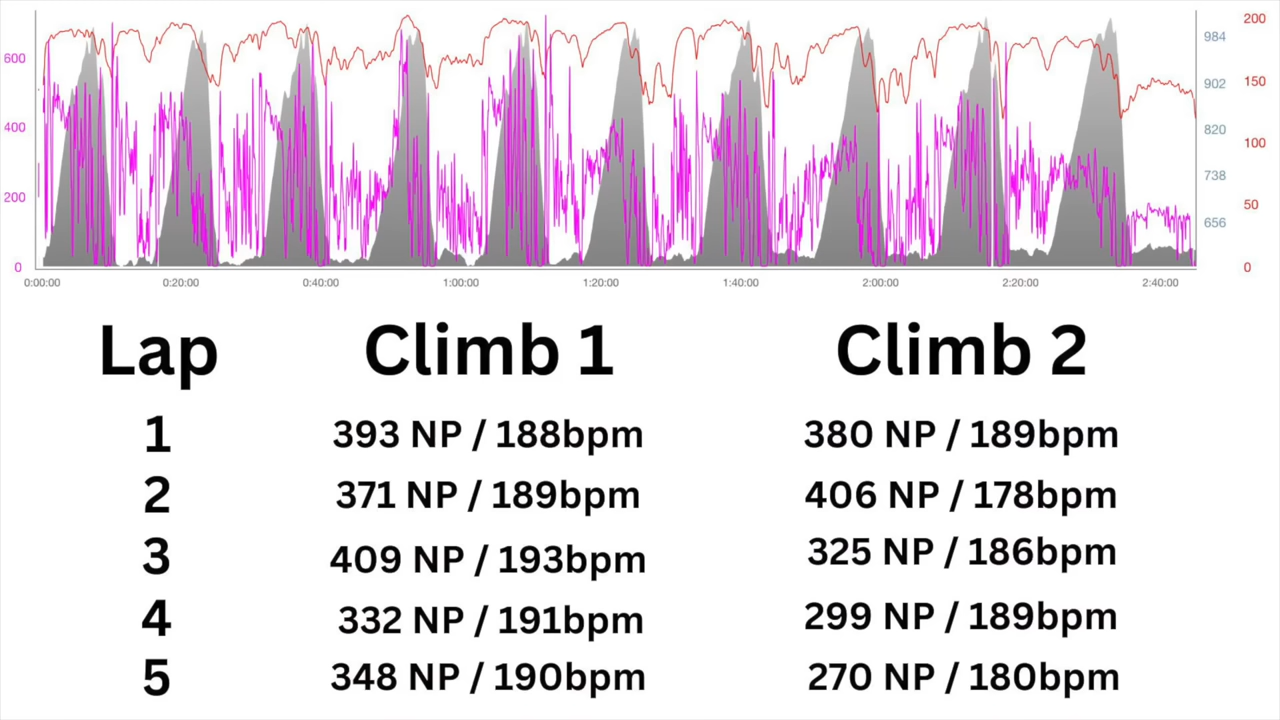 600
400
200
0
200
150
100
50
0
984
902
820
738
656
0:00:00 0:20:00 0:40:00 1:00:00 1:20:00 1:40:00 2:00:00 2:20:00 2:40:00
Lap Climb 1 Climb 2
1 393 NP / 188bpm 380 NP / 189bpm
2 371 NP / 189bpm 406 NP / 178bpm
3 409 NP / 193bpm 325 NP / 186bpm
4 332 NP / 191bpm 299 NP / 189bpm
5 348 NP / 190bpm 270 NP / 180bpm